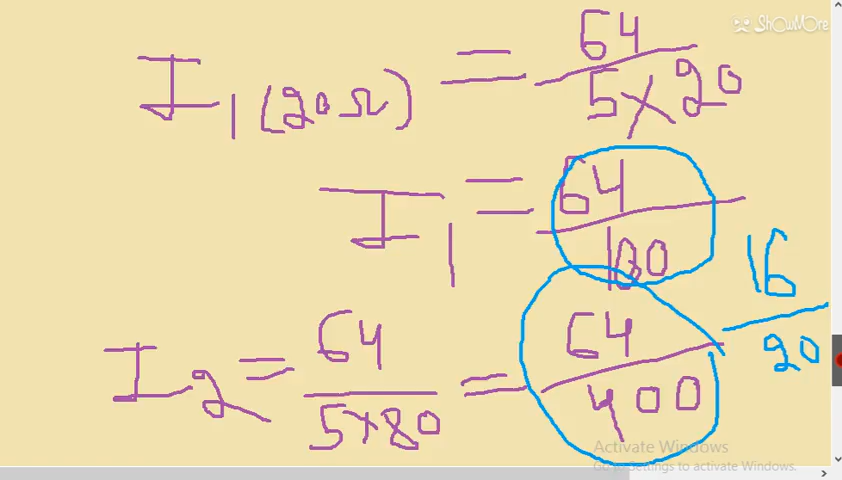 ShowMore
I1(20Ω) = 64/5×20
I1 = 64/100
I2 = 64/5×80 = 64/400
16/20
Activate Windows
Go to Settings to activate Windows.